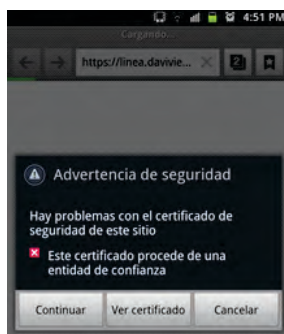 4:51 PM
Cargando...
https://linea.davivie...
2
Advertencia de seguridad
Hay problemas con el certificado de
seguridad de este sitio
Este certificado procede de una
entidad de confianza
Continuar Ver certificado Cancelar